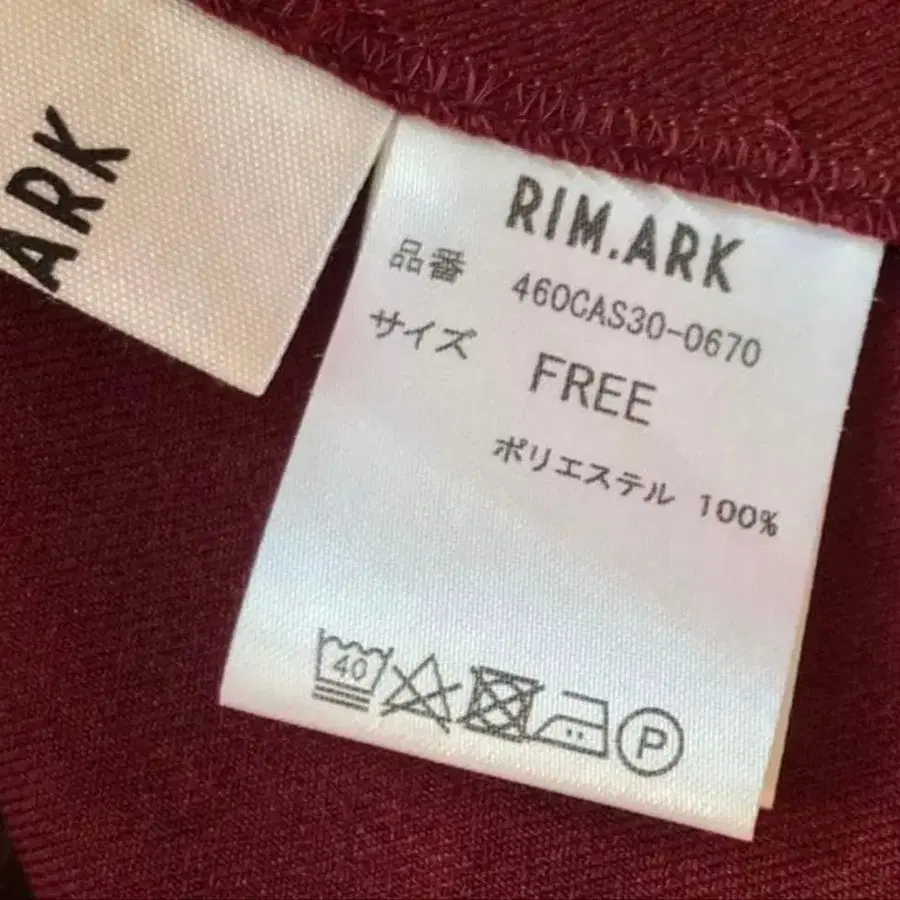 ARK
RIM.ARK
品番 460CAS30-0670
サイズ FREE
ポリエステル 100%
40
P